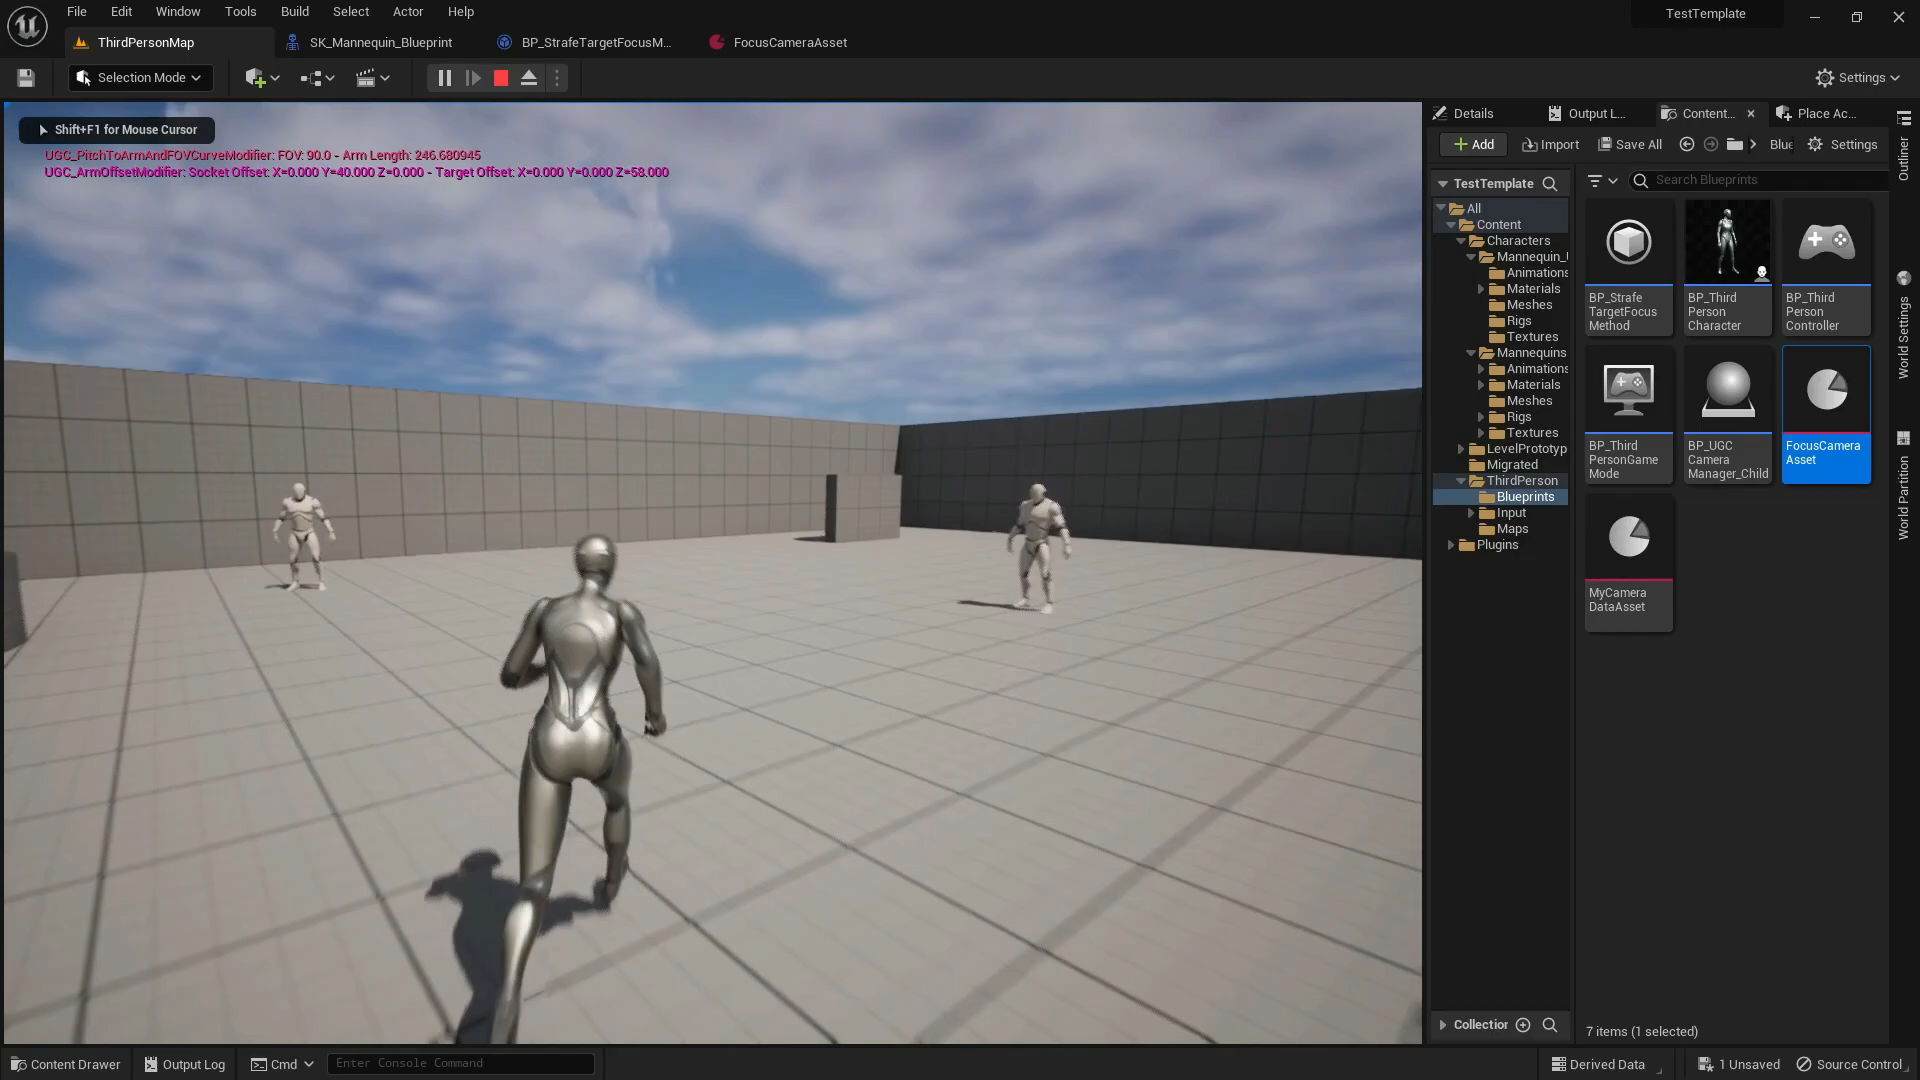 File Edit Window Tools Build Select Actor Help
TestTemplate
ThirdPersonMap
SK_Mannequin_Blueprint
BP_StrafeTargetFocusM...
FocusCameraAsset
Selection Mode
Settings
Shift+F1 for Mouse Cursor
UGC_PitchToArmAndFOVCurveModifier: FOV: 90.0 - Arm Length: 246.680945
UGC_ArmOffsetModifier: Socket Offset: X=0.000 Y=40.000 Z=0.000 - Target Offset: X=0.000 Y=0.000 Z=58.000
Details
Output L...
Content...
Place Ac...
Add
Import
Save All
Blue
Settings
TestTemplate
Search Blueprints
All
Content
Characters
Mannequin_U
Animations
Materials
Meshes
Rigs
Textures
Mannequins
Animations
Materials
Meshes
Rigs
Textures
LevelPrototyp
Migrated
ThirdPerson
Blueprints
Input
Maps
Plugins
BP_Strafe
TargetFocus
Method
BP_Third
Person
Character
BP_Third
Person
Controller
BP_Third
PersonGame
Mode
BP_UGC
Camera
Manager_Child
FocusCamera
Asset
MyCamera
DataAsset
Outliner
World Settings
World Partition
Collection
7 items (1 selected)
Content Drawer
Output Log
Cmd
Enter Console Command
Derived Data
1 Unsaved
Source Control